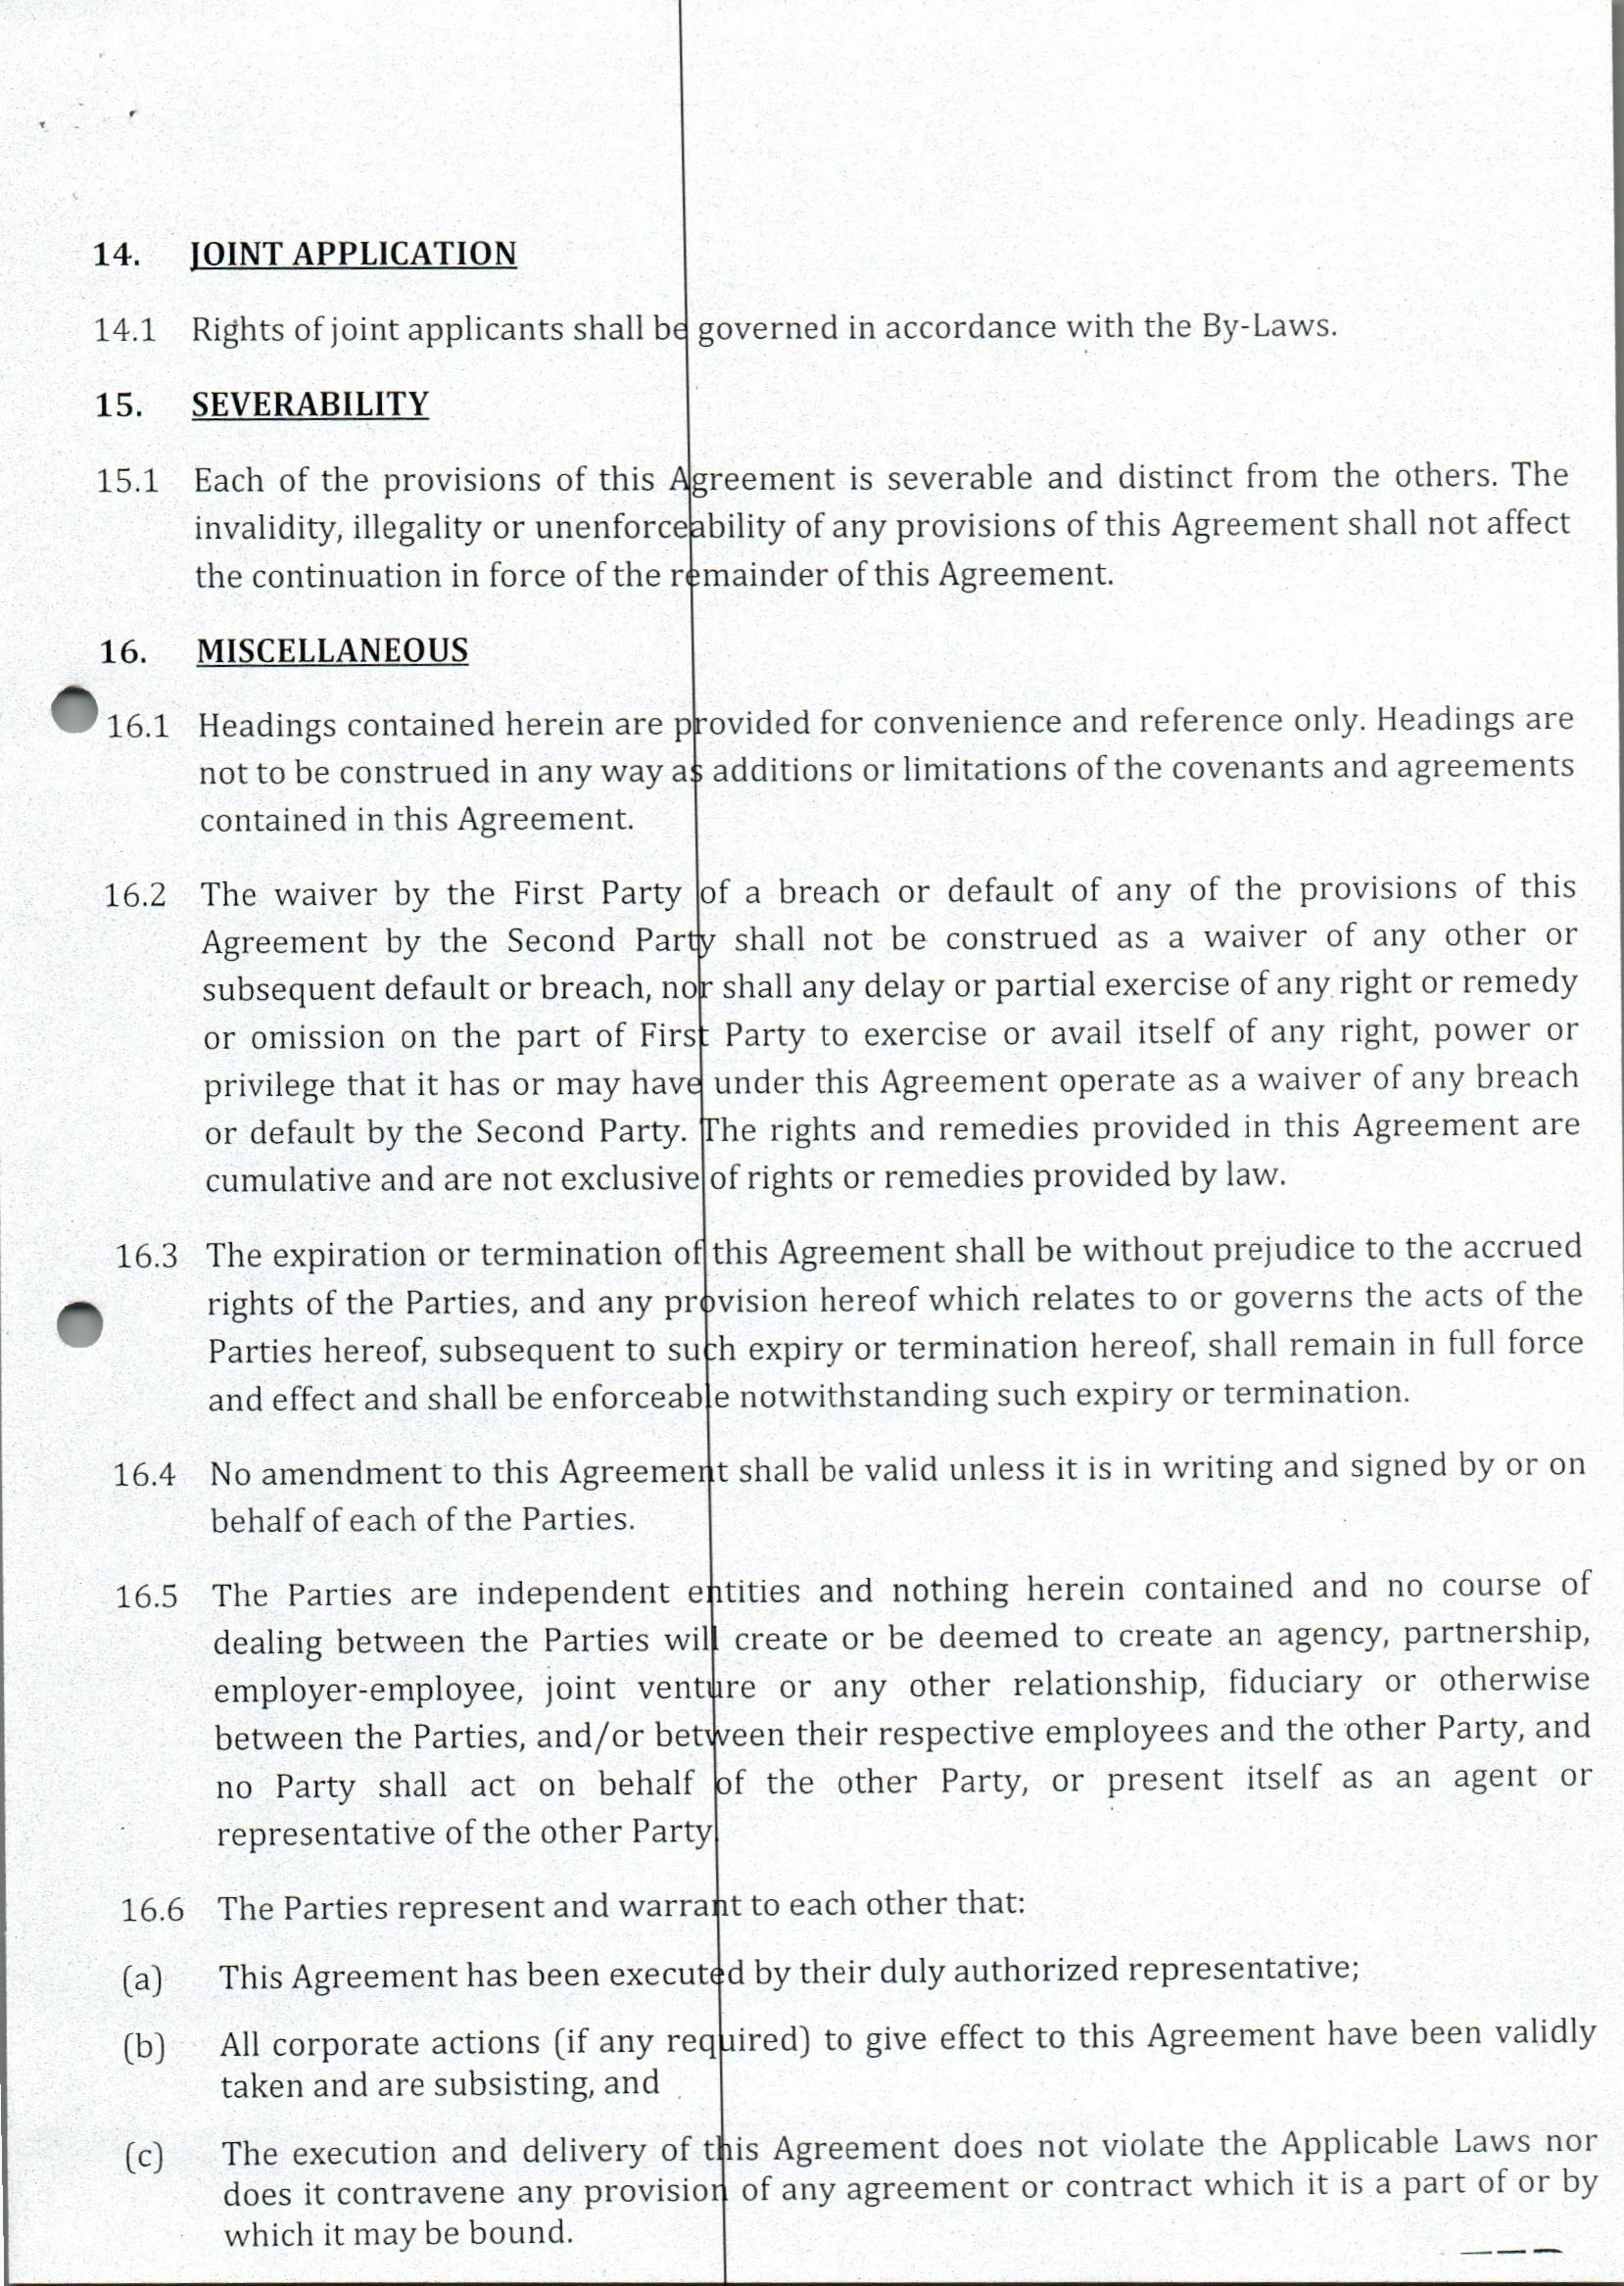 14. JOINT APPLICATION
14.1 Rights of joint applicants shall be governed in accordance with the By-Laws.
15. SEVERABILITY
15.1 Each of the provisions of this Agreement is severable and distinct from the others. The
invalidity, illegality or unenforceability of any provisions of this Agreement shall not affect
the continuation in force of the remainder of this Agreement.
16. MISCELLANEOUS
16.1 Headings contained herein are provided for convenience and reference only. Headings are
not to be construed in any way as additions or limitations of the covenants and agreements
contained in this Agreement.
16.2 The waiver by the First Party of a breach or default of any of the provisions of this
Agreement by the Second Party shall not be construed as a waiver of any other or
subsequent default or breach, nor shall any delay or partial exercise of any right or remedy
or omission on the part of First Party to exercise or avail itself of any right, power or
privilege that it has or may have under this Agreement operate as a waiver of any breach
or default by the Second Party. The rights and remedies provided in this Agreement are
cumulative and are not exclusive of rights or remedies provided by law.
16.3 The expiration or termination of this Agreement shall be without prejudice to the accrued
rights of the Parties, and any provision hereof which relates to or governs the acts of the
Parties hereof, subsequent to such expiry or termination hereof, shall remain in full force
and effect and shall be enforceable notwithstanding such expiry or termination.
16.4 No amendment to this Agreement shall be valid unless it is in writing and signed by or on
behalf of each of the Parties.
16.5 The Parties are independent entities and nothing herein contained and no course of
dealing between the Parties will create or be deemed to create an agency, partnership,
employer-employee, joint venture or any other relationship, fiduciary or otherwise
between the Parties, and/or between their respective employees and the other Party, and
no Party shall act on behalf of the other Party, or present itself as an agent or
representative of the other Party
16.6 The Parties represent and warrant to each other that:
(a) This Agreement has been executed by their duly authorized representative;
(b) All corporate actions (if any required) to give effect to this Agreement have been validly
taken and are subsisting, and
(c) The execution and delivery of this Agreement does not violate the Applicable Laws nor
does it contravene any provision of any agreement or contract which it is a part of or by
which it may be bound.